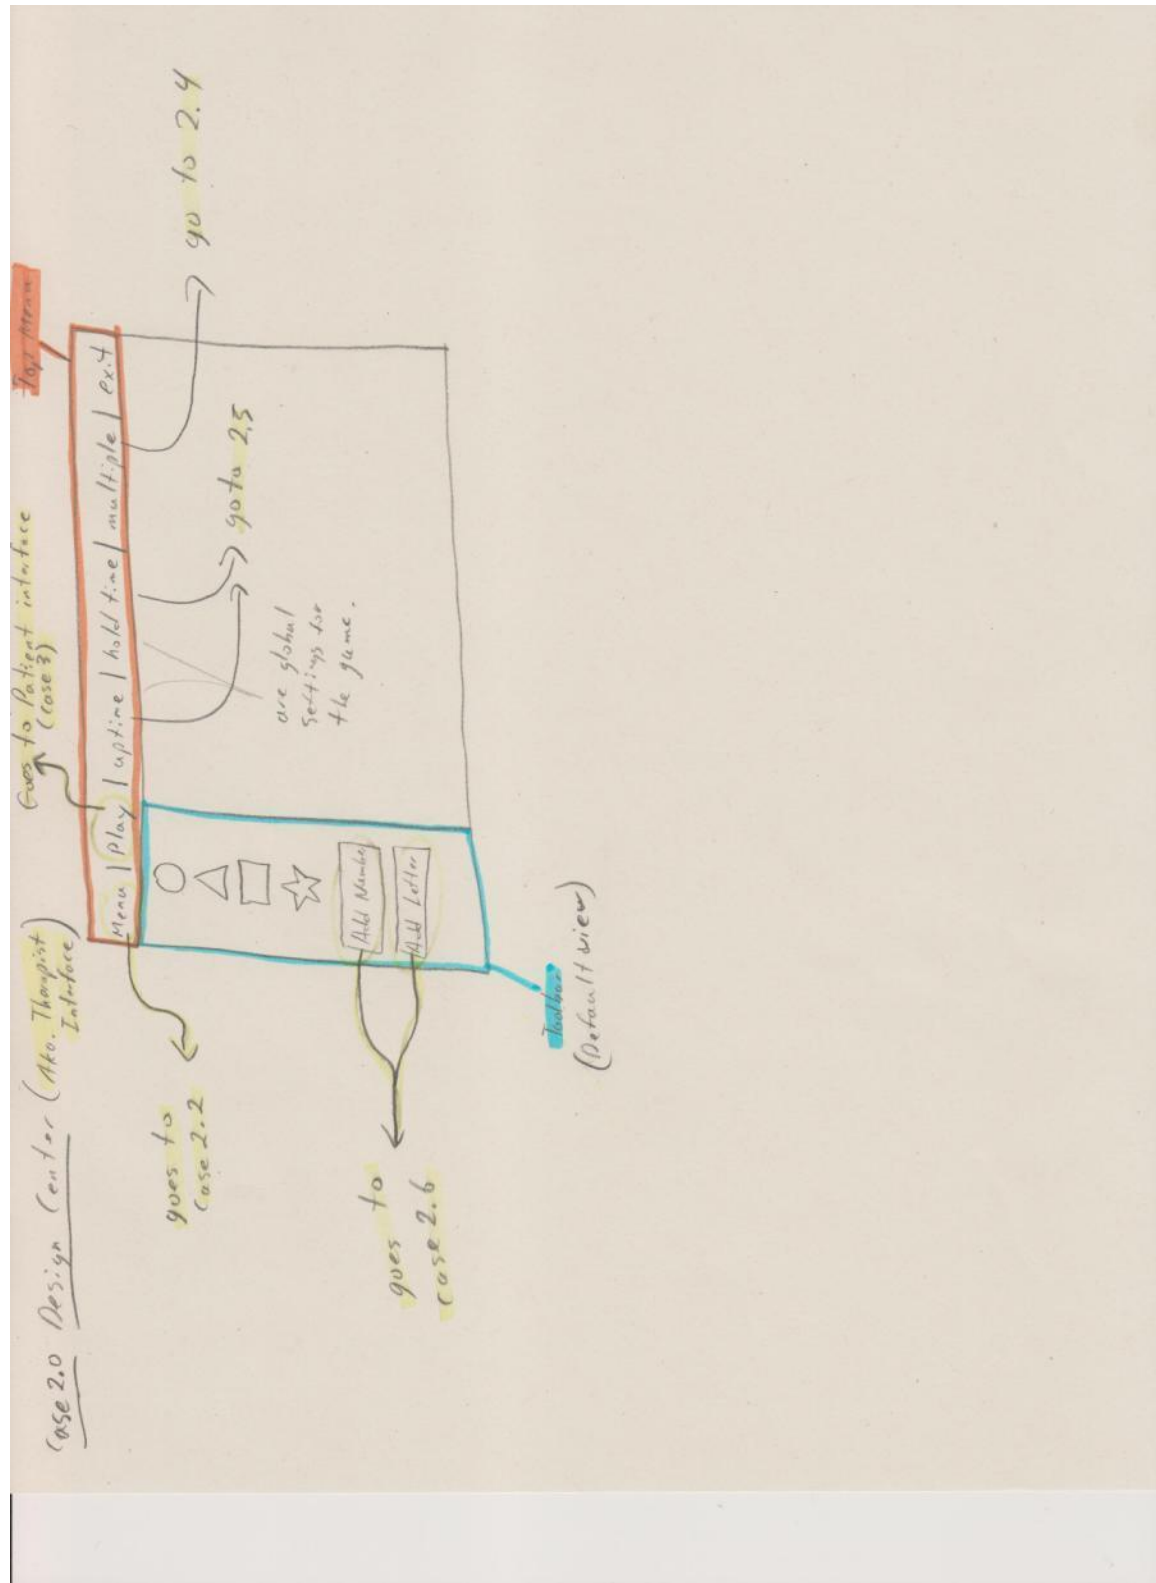 Case 2.0 Design Center (Aka. Therapist
Interface)
Goes to Patient interface
(case 3)
Top Menu
Menu | Play | uptime | hold time | multiple | exit
goes to
Case 2.2
go to 2.4
goto 2.5
are global
settings for
the game.
Add Number
Add Letter
goes to
case 2.6
Toolbar
(Default view)